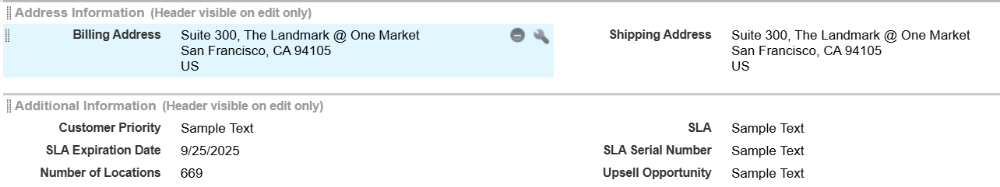 Address Information (Header visible on edit only)
Billing Address Suite 300, The Landmark @ One Market Shipping Address Suite 300, The Landmark @ One Market
San Francisco, CA 94105 San Francisco, CA 94105
US US
Additional Information (Header visible on edit only)
Customer Priority Sample Text SLA Sample Text
SLA Expiration Date 9/25/2025 SLA Serial Number Sample Text
Number of Locations 669 Upsell Opportunity Sample Text